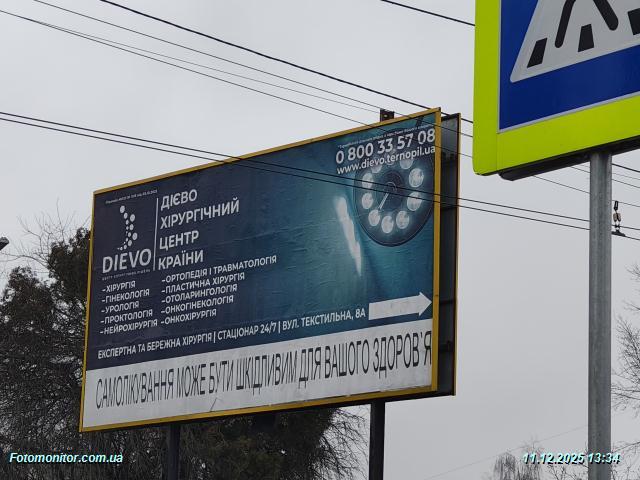 0 800 33 57 08
www.dievo.ternopil.ua
DIEVO
ДІЄВО
ХІРУРГІЧНИЙ
ЦЕНТР
КРАЇНИ
-ХІРУРГІЯ
-ГІНЕКОЛОГІЯ
-УРОЛОГІЯ
-ПРОКТОЛОГІЯ
-НЕЙРОХІРУРГІЯ
-ОРТОПЕДІЯ | ТРАВМАТОЛОГІЯ
-ПЛАСТИЧНА ХІРУРГІЯ
-ОТОЛАРИНГОЛОГІЯ
-ОНКОГІНЕКОЛОГІЯ
-ОНКОХІРУРГІЯ
ЕКСПЕРТНА ТА БЕРЕЖНА ХІРУРГІЯ | СТАЦІОНАР 24/7 | ВУЛ. ТЕКСТИЛЬНА, 8А
САМОЛІКУВАННЯ МОЖЕ БУТИ ШКІДЛИВИМ ДЛЯ ВАШОГО ЗДОРОВ'Я
Fotomonitor.com.ua
11.12.2025 13:34